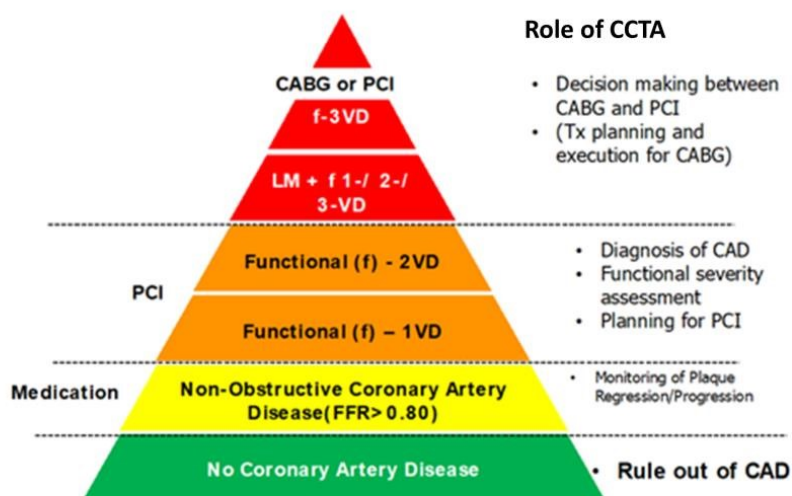 Role of CCTA
CABG or PCI
f-3VD
LM + f 1-/ 2-/
3-VD
• Decision making between
CABG and PCI
• (Tx planning and
execution for CABG)
PCI
Functional (f) - 2VD
Functional (f) – 1VD
• Diagnosis of CAD
• Functional severity
assessment
• Planning for PCI
Medication
Non-Obstructive Coronary Artery
Disease(FFR> 0.80)
• Monitoring of Plaque
Regression/Progression
No Coronary Artery Disease
• Rule out of CAD